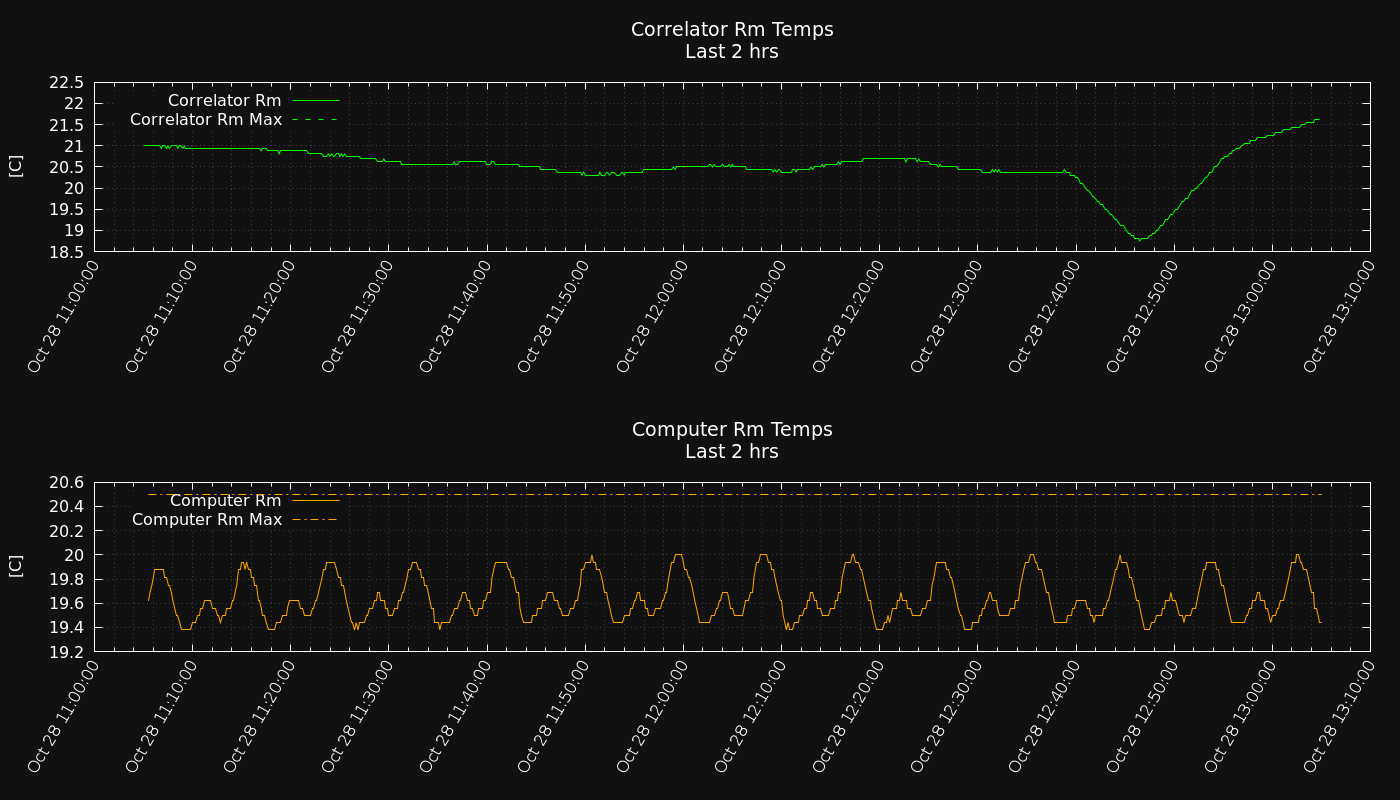 Correlator Rm Temps
Last 2 hrs
22.5
22
21.5
21
20.5
20
19.5
19
18.5
[C]
Correlator Rm
Correlator Rm Max
Oct 28 11:00:00
Oct 28 11:10:00
Oct 28 11:20:00
Oct 28 11:30:00
Oct 28 11:40:00
Oct 28 11:50:00
Oct 28 12:00:00
Oct 28 12:10:00
Oct 28 12:20:00
Oct 28 12:30:00
Oct 28 12:40:00
Oct 28 12:50:00
Oct 28 13:00:00
Oct 28 13:10:00
Computer Rm Temps
Last 2 hrs
20.6
20.4
20.2
20
19.8
19.6
19.4
19.2
[C]
Computer Rm
Computer Rm Max
Oct 28 11:00:00
Oct 28 11:10:00
Oct 28 11:20:00
Oct 28 11:30:00
Oct 28 11:40:00
Oct 28 11:50:00
Oct 28 12:00:00
Oct 28 12:10:00
Oct 28 12:20:00
Oct 28 12:30:00
Oct 28 12:40:00
Oct 28 12:50:00
Oct 28 13:00:00
Oct 28 13:10:00